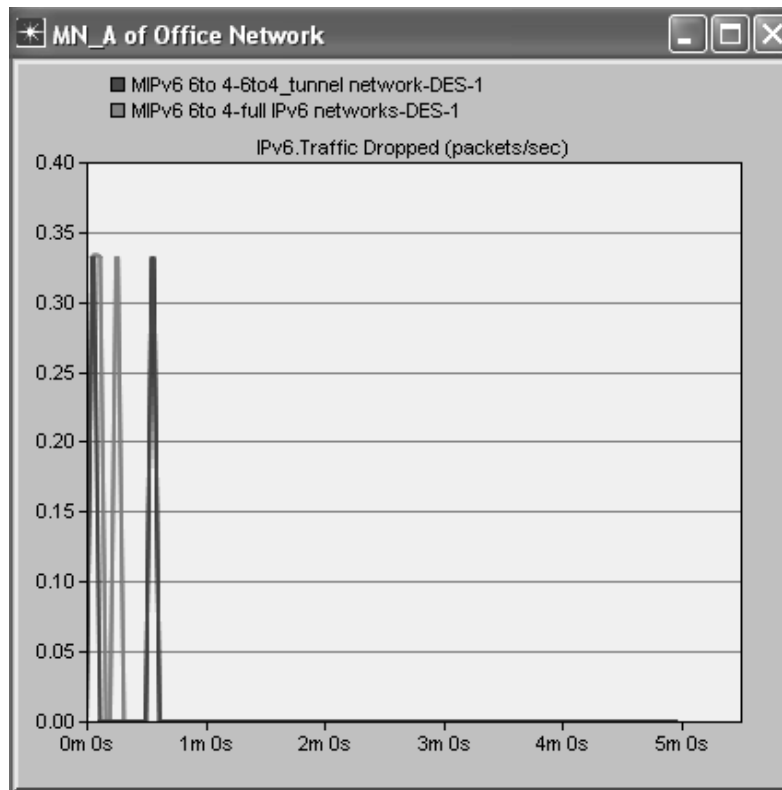 MN_A of Office Network
MIPv6 6to 4-6to4_tunnel network-DES-1
MIPv6 6to 4-full IPv6 networks-DES-1
IPv6.Traffic Dropped (packets/sec)
0.40
0.35
0.30
0.25
0.20
0.15
0.10
0.05
0.00
0m 0s 1m 0s 2m 0s 3m 0s 4m 0s 5m 0s